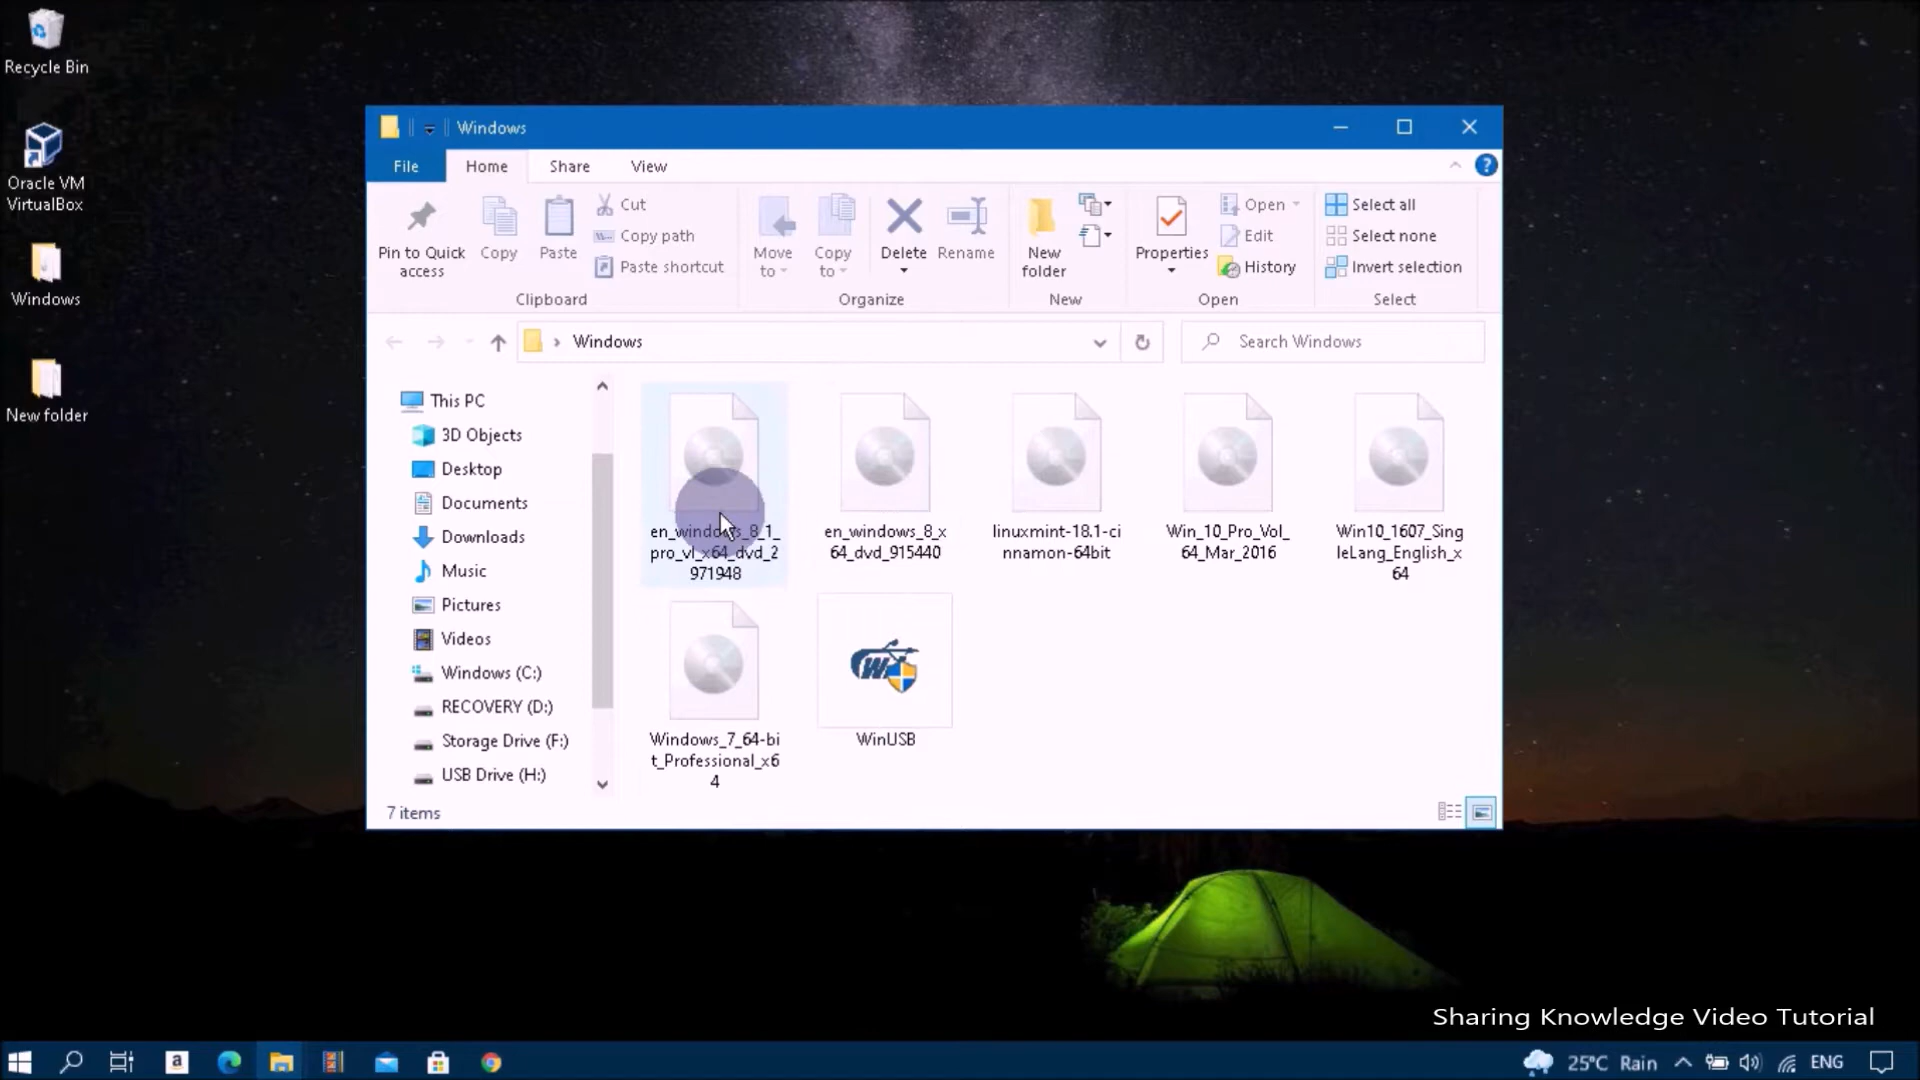 Recycle Bin
Oracle VM
VirtualBox
Windows
New folder
Windows
File
Home
Share
View
Pin to Quick
access
Copy
Paste
Cut
Copy path
Paste shortcut
Clipboard
Move
to
Copy
to
Delete
Rename
Organize
New
folder
New
Properties
Open
Edit
History
Open
Select all
Select none
Invert selection
Select
Windows
Search Windows
This PC
3D Objects
Desktop
Documents
Downloads
Music
Pictures
Videos
Windows (C:)
RECOVERY (D:)
Storage Drive (F:)
USB Drive (H:)
en_windows_8_1_
pro_vl_x64_dvd_2
971948
en_windows_8_x
64_dvd_915440
linuxmint-18.1-ci
nnamon-64bit
Win_10_Pro_Vol_
64_Mar_2016
Win10_1607_Sing
leLang_English_x
64
Windows_7_64-bi
t_Professional_x6
4
WinUSB
7 items
Sharing Knowledge Video Tutorial
25°C Rain
ENG